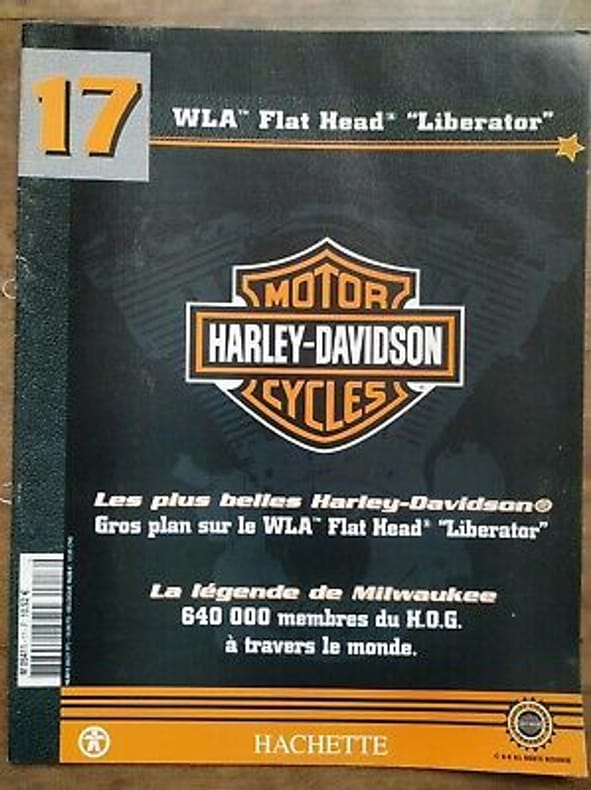 17
WLA™ Flat Head® "Liberator"
MOTOR
HARLEY-DAVIDSON
CYCLES
Les plus belles Harley-Davidson®
Gros plan sur le WLA™ Flat Head® "Liberator"
La légende de Milwaukee
640 000 membres du H.O.G.
à travers le monde.
HACHETTE